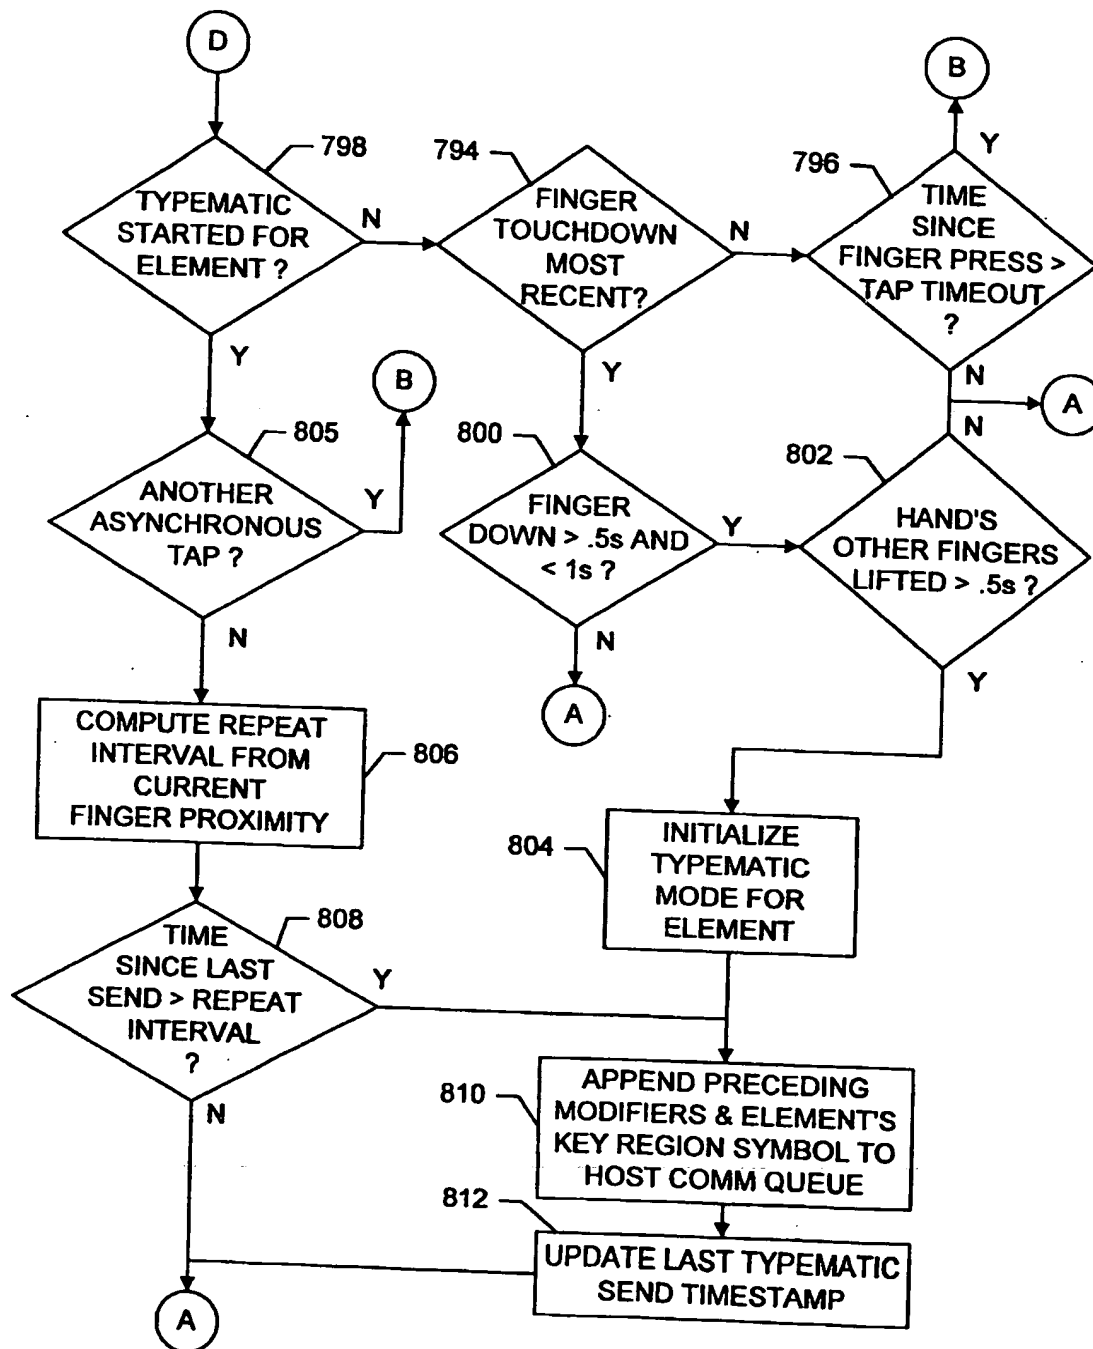 D
B
798
794
796
TYPEMATIC
STARTED FOR
ELEMENT ?
N
FINGER
TOUCHDOWN
MOST
RECENT?
N
Y
TIME
SINCE
FINGER PRESS >
TAP TIMEOUT
?
Y
B
Y
N
A
N
805
800
802
ANOTHER
ASYNCHRONOUS
TAP ?
Y
FINGER
DOWN > .5s AND
< 1s ?
Y
HAND'S
OTHER FINGERS
LIFTED > .5s ?
N
N
Y
A
COMPUTE REPEAT
INTERVAL FROM
CURRENT
FINGER PROXIMITY
806
804
INITIALIZE
TYPEMATIC
MODE FOR
ELEMENT
808
TIME
SINCE LAST
SEND > REPEAT
INTERVAL
?
Y
N
810
APPEND PRECEDING
MODIFIERS & ELEMENT'S
KEY REGION SYMBOL TO
HOST COMM QUEUE
812
UPDATE LAST TYPEMATIC
SEND TIMESTAMP
A